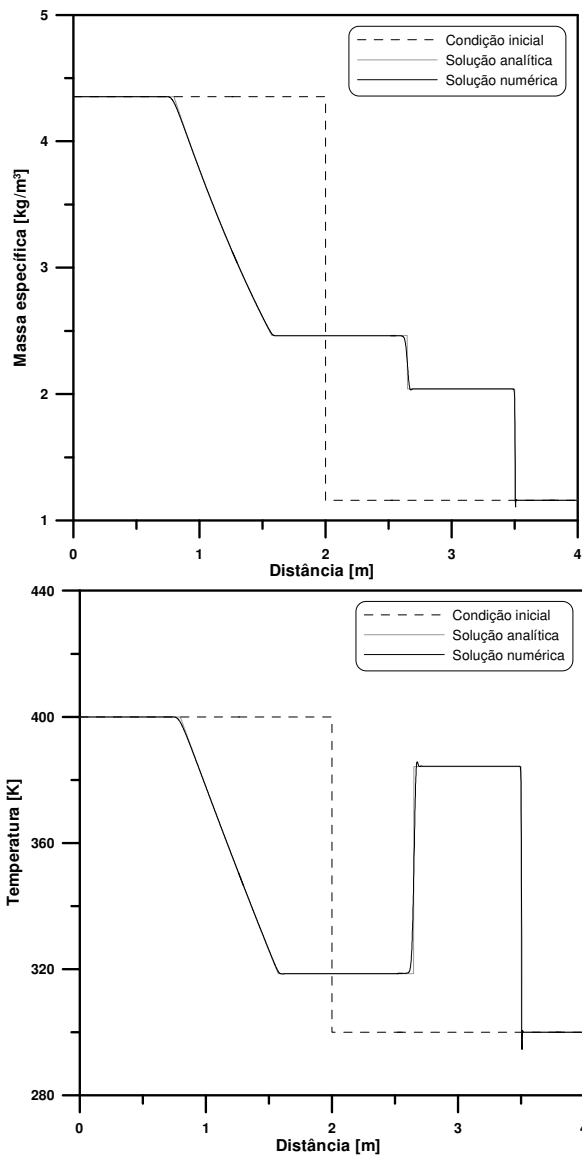 5
Condição inicial
Solução analítica
Solução numérica
4
Massa específica [kg/m³]
3
2
1
0 1 2 3 4
Distância [m]
440
Condição inicial
Solução analítica
Solução numérica
400
Temperatura [K]
360
320
280
0 1 2 3 4
Distância [m]